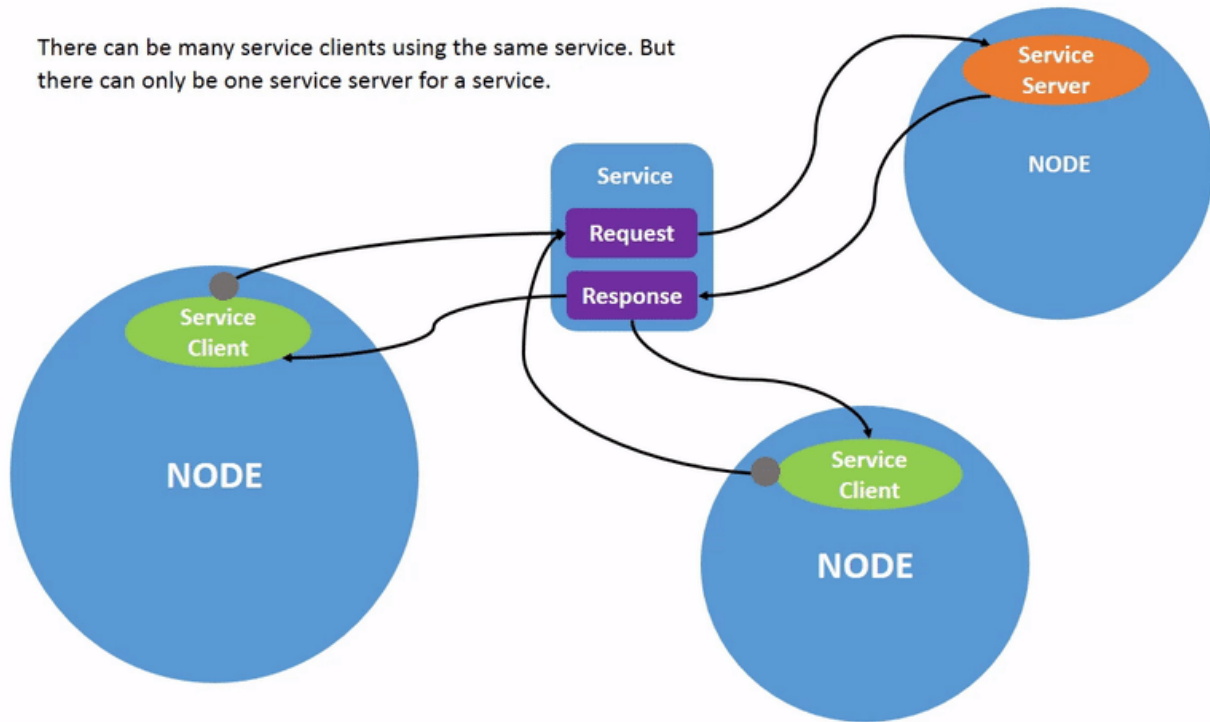 There can be many service clients using the same service. But
there can only be one service server for a service.
Service
Server
NODE
Service
Request
Response
Service
Client
NODE
Service
Client
NODE